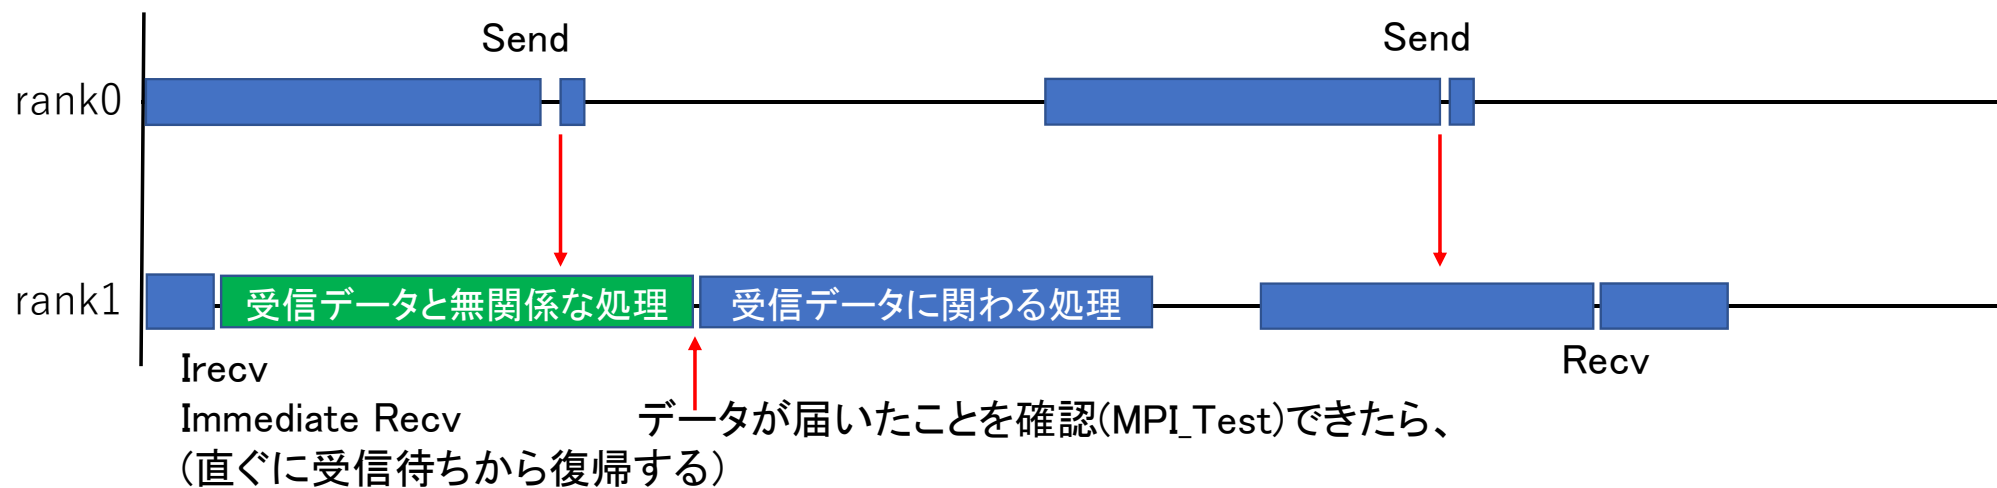 Send
Send
rank0
rank1
受信データと無関係な処理
受信データに関わる処理
Irecv
Recv
Immediate Recv
データが届いたことを確認(MPI_Test)できたら、
(直ぐに受信待ちから復帰する)